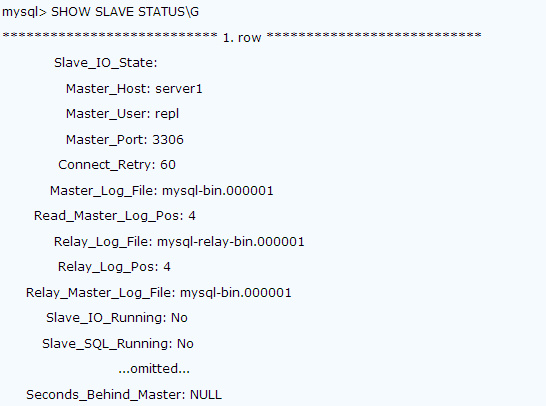 mysql> SHOW SLAVE STATUS\G
*************************** 1. row ***************************
Slave_IO_State:
Master_Host: server1
Master_User: repl
Master_Port: 3306
Connect_Retry: 60
Master_Log_File: mysql-bin.000001
Read_Master_Log_Pos: 4
Relay_Log_File: mysql-relay-bin.000001
Relay_Log_Pos: 4
Relay_Master_Log_File: mysql-bin.000001
Slave_IO_Running: No
Slave_SQL_Running: No
...omitted...
Seconds_Behind_Master: NULL